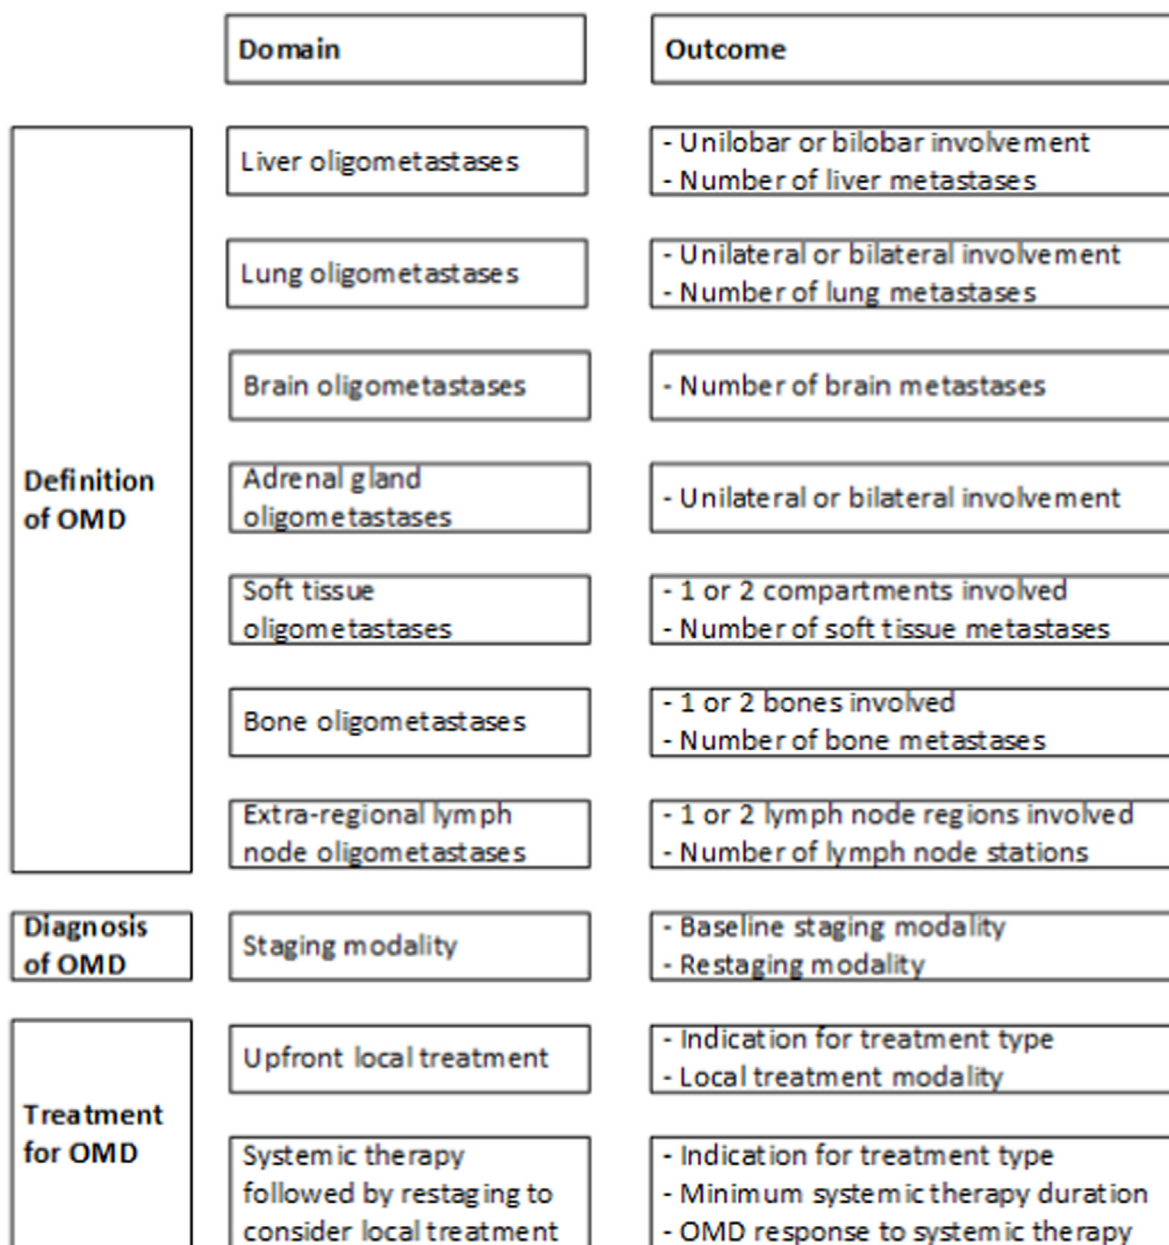 Domain
Outcome
Definition
of OMD
Liver oligometastases
- Unilobar or bilobar involvement
- Number of liver metastases
Lung oligometastases
- Unilateral or bilateral involvement
- Number of lung metastases
Brain oligometastases
- Number of brain metastases
Adrenal gland
oligometastases
- Unilateral or bilateral involvement
Soft tissue
oligometastases
- 1 or 2 compartments involved
- Number of soft tissue metastases
Bone oligometastases
- 1 or 2 bones involved
- Number of bone metastases
Extra-regional lymph
node oligometastases
- 1 or 2 lymph node regions involved
- Number of lymph node stations
Diagnosis
of OMD
Staging modality
- Baseline staging modality
- Restaging modality
Treatment
for OMD
Upfront local treatment
- Indication for treatment type
- Local treatment modality
Systemic therapy
followed by restaging to
consider local treatment
- Indication for treatment type
- Minimum systemic therapy duration
- OMD response to systemic therapy